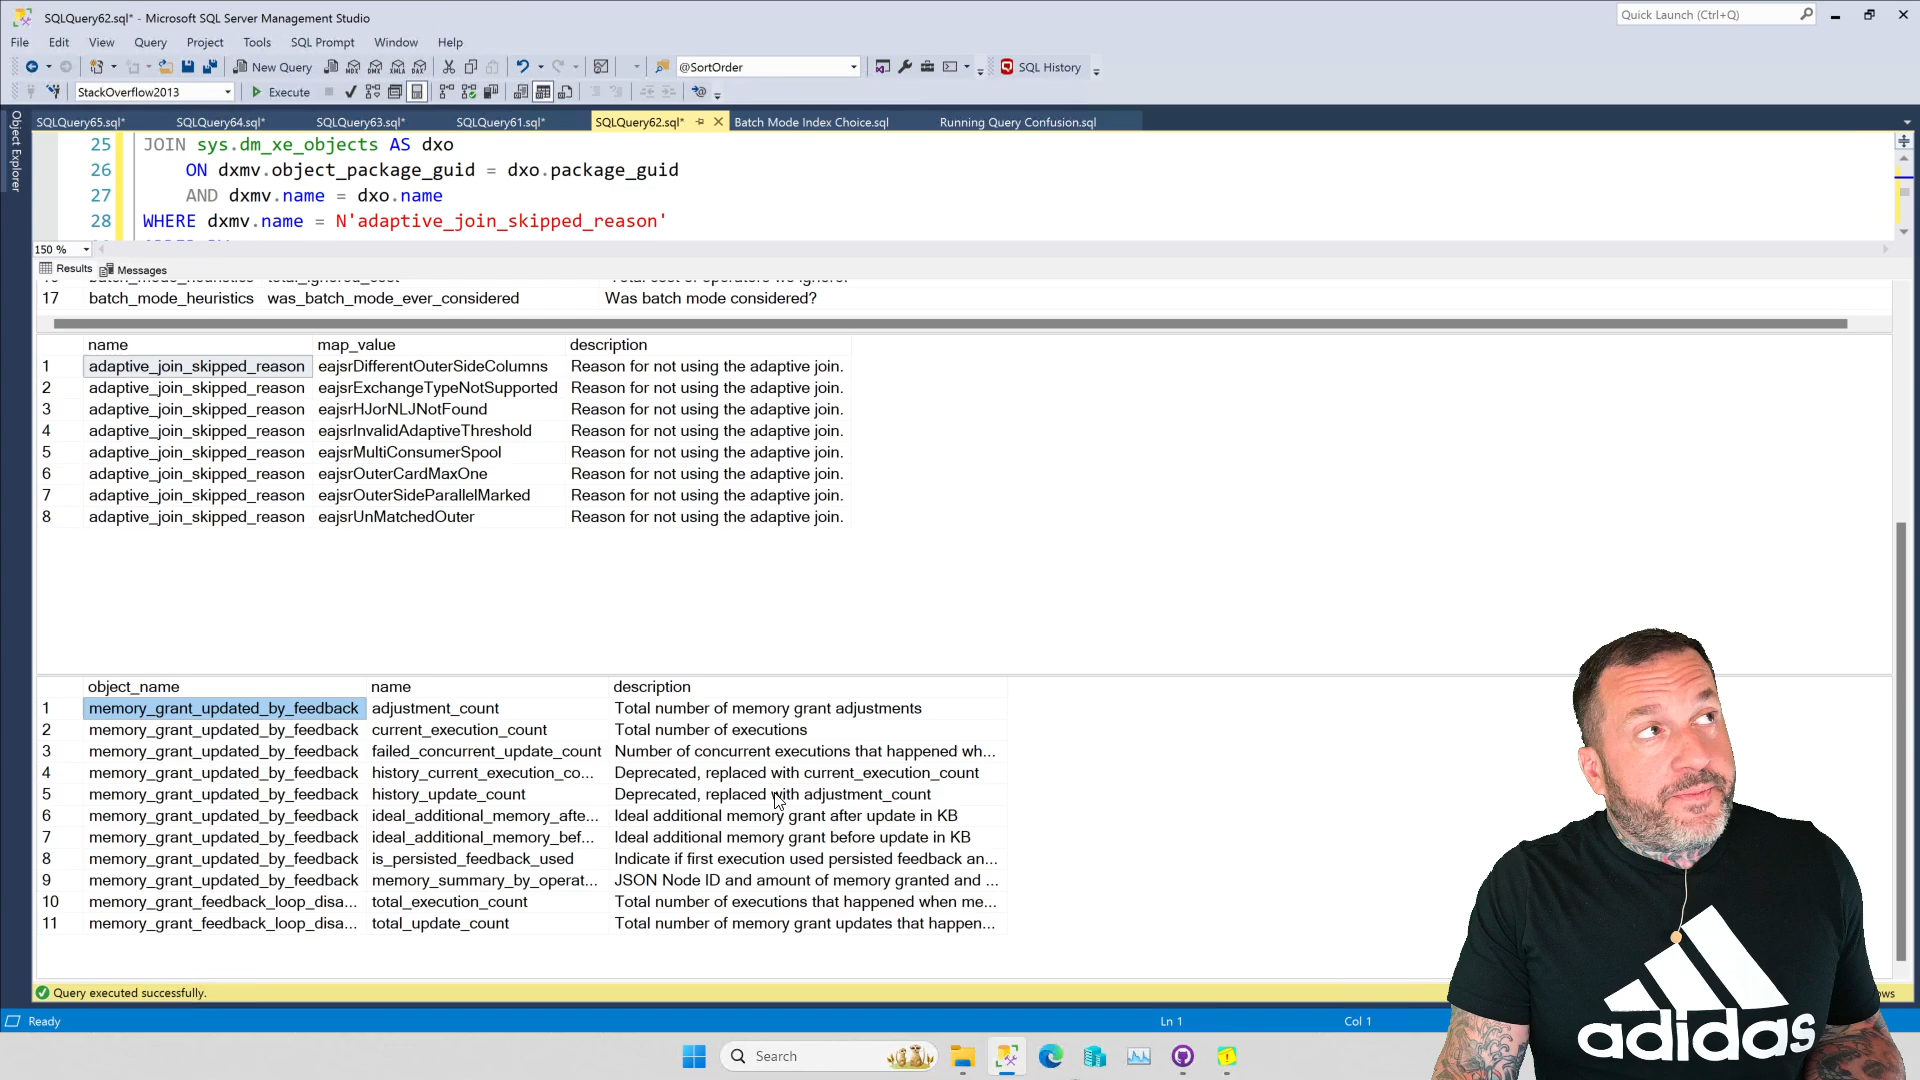 SQLQuery62.sql* - Microsoft SQL Server Management Studio
Quick Launch (Ctrl+Q)
File Edit View Query Project Tools SQL Prompt Window Help
New Query @SortOrder SQL History
StackOverflow2013 Execute
SQLQuery65.sql* SQLQuery64.sql* SQLQuery63.sql* SQLQuery61.sql* SQLQuery62.sql* Batch Mode Index Choice.sql Running Query Confusion.sql
Object Explorer
25 JOIN sys.dm_xe_objects AS dxo
26 ON dxmv.object_package_guid = dxo.package_guid
27 AND dxmv.name = dxo.name
28 WHERE dxmv.name = N'adaptive_join_skipped_reason'
150 %
Results Messages
17 batch_mode_heuristics was_batch_mode_ever_considered Was batch mode considered?
name map_value description
1 adaptive_join_skipped_reason eajsrDifferentOuterSideColumns Reason for not using the adaptive join.
2 adaptive_join_skipped_reason eajsrExchangeTypeNotSupported Reason for not using the adaptive join.
3 adaptive_join_skipped_reason eajsrHJorNLJNotFound Reason for not using the adaptive join.
4 adaptive_join_skipped_reason eajsrInvalidAdaptiveThreshold Reason for not using the adaptive join.
5 adaptive_join_skipped_reason eajsrMultiConsumerSpool Reason for not using the adaptive join.
6 adaptive_join_skipped_reason eajsrOuterCardMaxOne Reason for not using the adaptive join.
7 adaptive_join_skipped_reason eajsrOuterSideParallelMarked Reason for not using the adaptive join.
8 adaptive_join_skipped_reason eajsrUnMatchedOuter Reason for not using the adaptive join.
object_name name description
1 memory_grant_updated_by_feedback adjustment_count Total number of memory grant adjustments
2 memory_grant_updated_by_feedback current_execution_count Total number of executions
3 memory_grant_updated_by_feedback failed_concurrent_update_count Number of concurrent executions that happened wh...
4 memory_grant_updated_by_feedback history_current_execution_co... Deprecated, replaced with current_execution_count
5 memory_grant_updated_by_feedback history_update_count Deprecated, replaced with adjustment_count
6 memory_grant_updated_by_feedback ideal_additional_memory_afte... Ideal additional memory grant after update in KB
7 memory_grant_updated_by_feedback ideal_additional_memory_bef... Ideal additional memory grant before update in KB
8 memory_grant_updated_by_feedback is_persisted_feedback_used Indicate if first execution used persisted feedback an...
9 memory_grant_updated_by_feedback memory_summary_by_operat... JSON Node ID and amount of memory granted and ...
10 memory_grant_feedback_loop_disa... total_execution_count Total number of executions that happened when me...
11 memory_grant_feedback_loop_disa... total_update_count Total number of memory grant updates that happen...
Query executed successfully.
Ready Ln 1 Col 1
Search
adidas